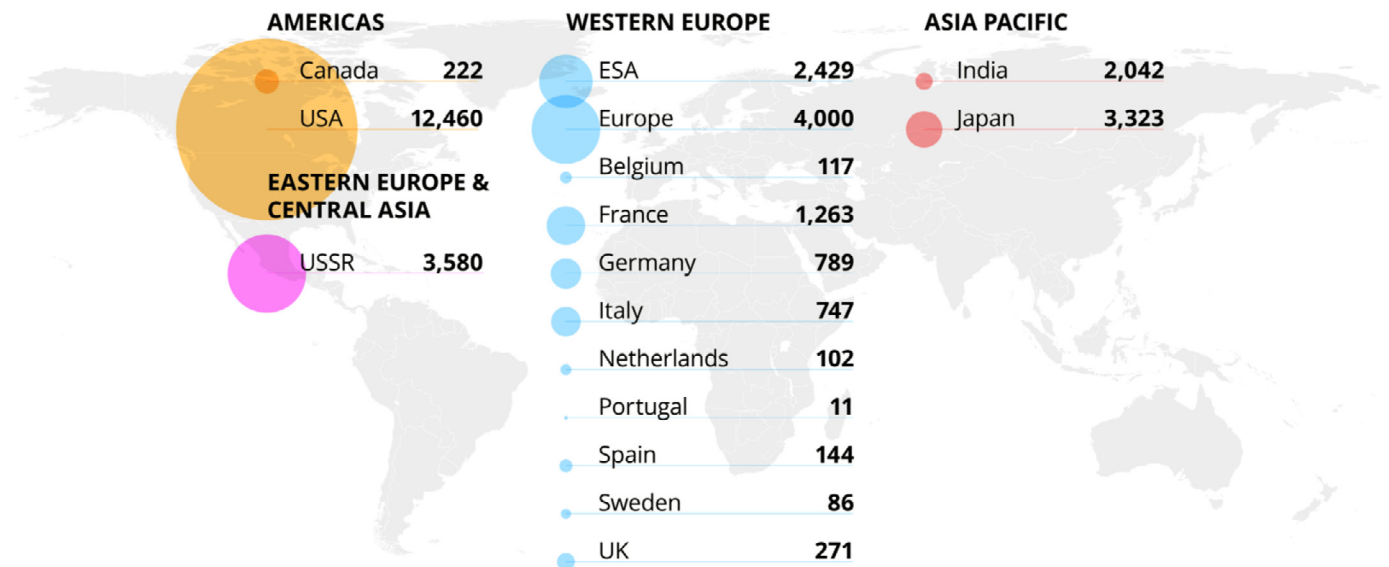 AMERICAS
Canada 222
USA 12,460
EASTERN EUROPE &
CENTRAL ASIA
USSR 3,580
WESTERN EUROPE
ESA 2,429
Europe 4,000
Belgium 117
France 1,263
Germany 789
Italy 747
Netherlands 102
Portugal 11
Spain 144
Sweden 86
UK 271
ASIA PACIFIC
India 2,042
Japan 3,323